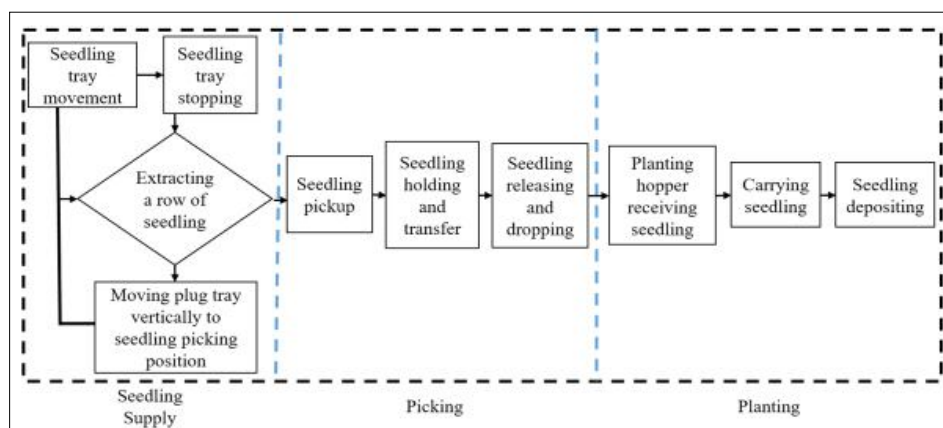 Seedling
tray
movement
Seedling
tray
stopping
Extracting
a row of
seedling
Moving plug tray
vertically to
seedling picking
position
Seedling
pickup
Seedling
holding
and
transfer
Seedling
releasing
and
dropping
Planting
hopper
receiving
seedling
Carrying
seedling
Seedling
depositing
Seedling
Supply
Picking
Planting